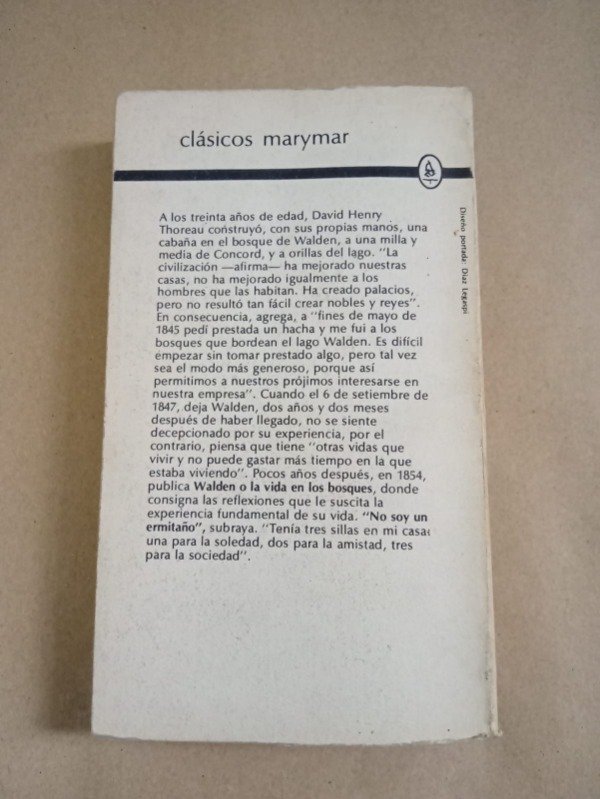 clásicos marymar
A los treinta años de edad, David Henry
Thoreau construyó, con sus propias manos, una
cabaña en el bosque de Walden, a una milla y
media de Concord, y a orillas del lago. "La
civilización —afirma— ha mejorado nuestras
casas, no ha mejorado igualmente a los
hombres que las habitan. Ha creado palacios,
pero no resultó tan fácil crear nobles y reyes".
En consecuencia, agrega, a "fines de mayo de
1845 pedí prestada un hacha y me fui a los
bosques que bordean el lago Walden. Es difícil
empezar sin tomar prestado algo, pero tal vez
sea el modo más generoso, porque así
permitimos a nuestros prójimos interesarse en
nuestra empresa". Cuando el 6 de setiembre de
1847, deja Walden, dos años y dos meses
después de haber llegado, no se siente
decepcionado por su experiencia, por el
contrario, piensa que tiene "otras vidas que
vivir y no puede gastar más tiempo en la que
estaba viviendo". Pocos años después, en 1854,
publica Walden o la vida en los bosques, donde
consigna las reflexiones que le suscita la
experiencia fundamental de su vida. "No soy un
ermitaño", subraya. "Tenía tres sillas en mi casa:
una para la soledad, dos para la amistad, tres
para la sociedad".
Diseño portada: Díaz Legaspi